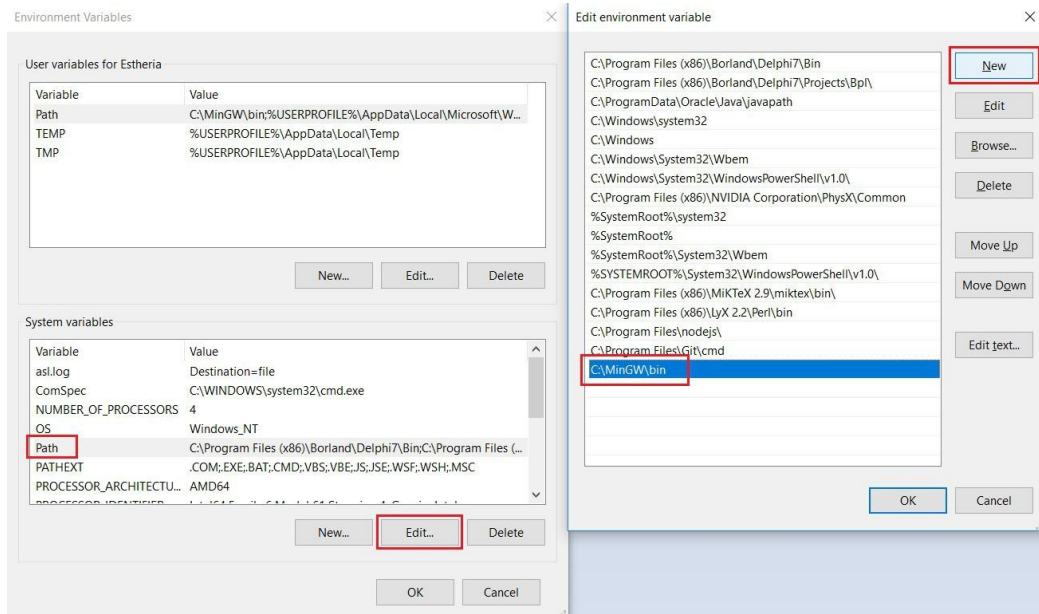 Environment Variables
User variables for Estheria
Variable Value
Path C:\MinGW\bin;%USERPROFILE%\AppData\Local\Microsoft\W...
TEMP %USERPROFILE%\AppData\Local\Temp
TMP %USERPROFILE%\AppData\Local\Temp
New... Edit... Delete
System variables
Variable Value
asl.log Destination=file
ComSpec C:\WINDOWS\system32\cmd.exe
NUMBER_OF_PROCESSORS 4
OS Windows_NT
Path C:\Program Files (x86)\Borland\Delphi7\Bin;C:\Program Files (...
PATHEXT .COM;.EXE;.BAT;.CMD;.VBS;.VBE;.JS;.JSE;.WSF;.WSH;.MSC
PROCESSOR_ARCHITECTU... AMD64
New... Edit... Delete
OK Cancel
Edit environment variable
C:\Program Files (x86)\Borland\Delphi7\Bin
C:\Program Files (x86)\Borland\Delphi7\Projects\Bpl\
C:\ProgramData\Oracle\Java\javapath
C:\Windows\system32
C:\Windows
C:\Windows\System32\Wbem
C:\Windows\System32\WindowsPowerShell\v1.0\
C:\Program Files (x86)\NVIDIA Corporation\PhysX\Common
%SystemRoot%\system32
%SystemRoot%
%SystemRoot%\System32\Wbem
%SYSTEMROOT%\System32\WindowsPowerShell\v1.0\
C:\Program Files (x86)\MiKTeX 2.9\miktex\bin\
C:\Program Files (x86)\LyX 2.2\Perl\bin
C:\Program Files\nodejs\
C:\Program Files\Git\cmd
C:\MinGW\bin
New
Edit
Browse...
Delete
Move Up
Move Down
Edit text...
OK Cancel